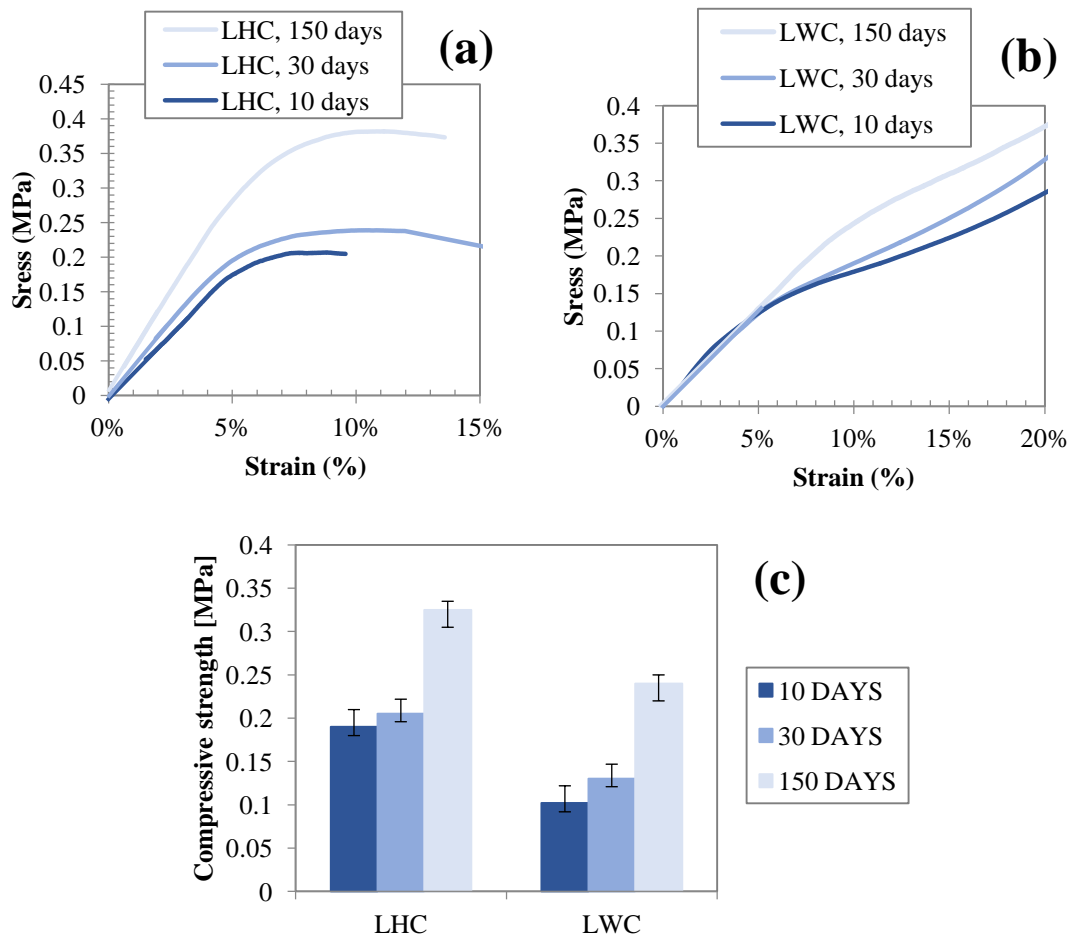 LHC, 150 days
LHC, 30 days
LHC, 10 days
(a)
0.45
0.4
0.35
0.3
0.25
0.2
0.15
0.1
0.05
0
Sress (MPa)
0% 5% 10% 15%
Strain (%)
LWC, 150 days
LWC, 30 days
LWC, 10 days
(b)
0.4
0.35
0.3
0.25
0.2
0.15
0.1
0.05
0
Sress (MPa)
0% 5% 10% 15% 20%
Strain (%)
(c)
0.4
0.35
0.3
0.25
0.2
0.15
0.1
0.05
0
Compressive strength [MPa]
LHC LWC
10 DAYS
30 DAYS
150 DAYS